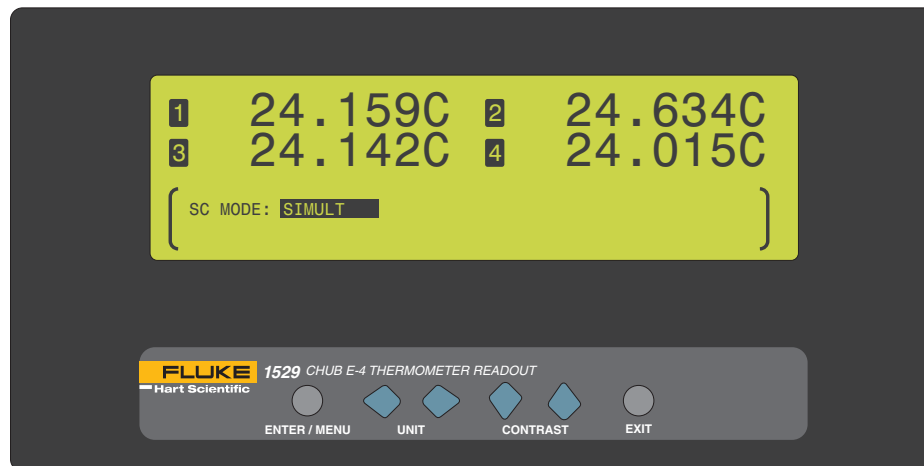 1 24.159C 2 24.634C
3 24.142C 4 24.015C
SC MODE: SIMULT
FLUKE 1529 CHUB E-4 THERMOMETER READOUT
Hart Scientific
ENTER / MENU UNIT CONTRAST EXIT